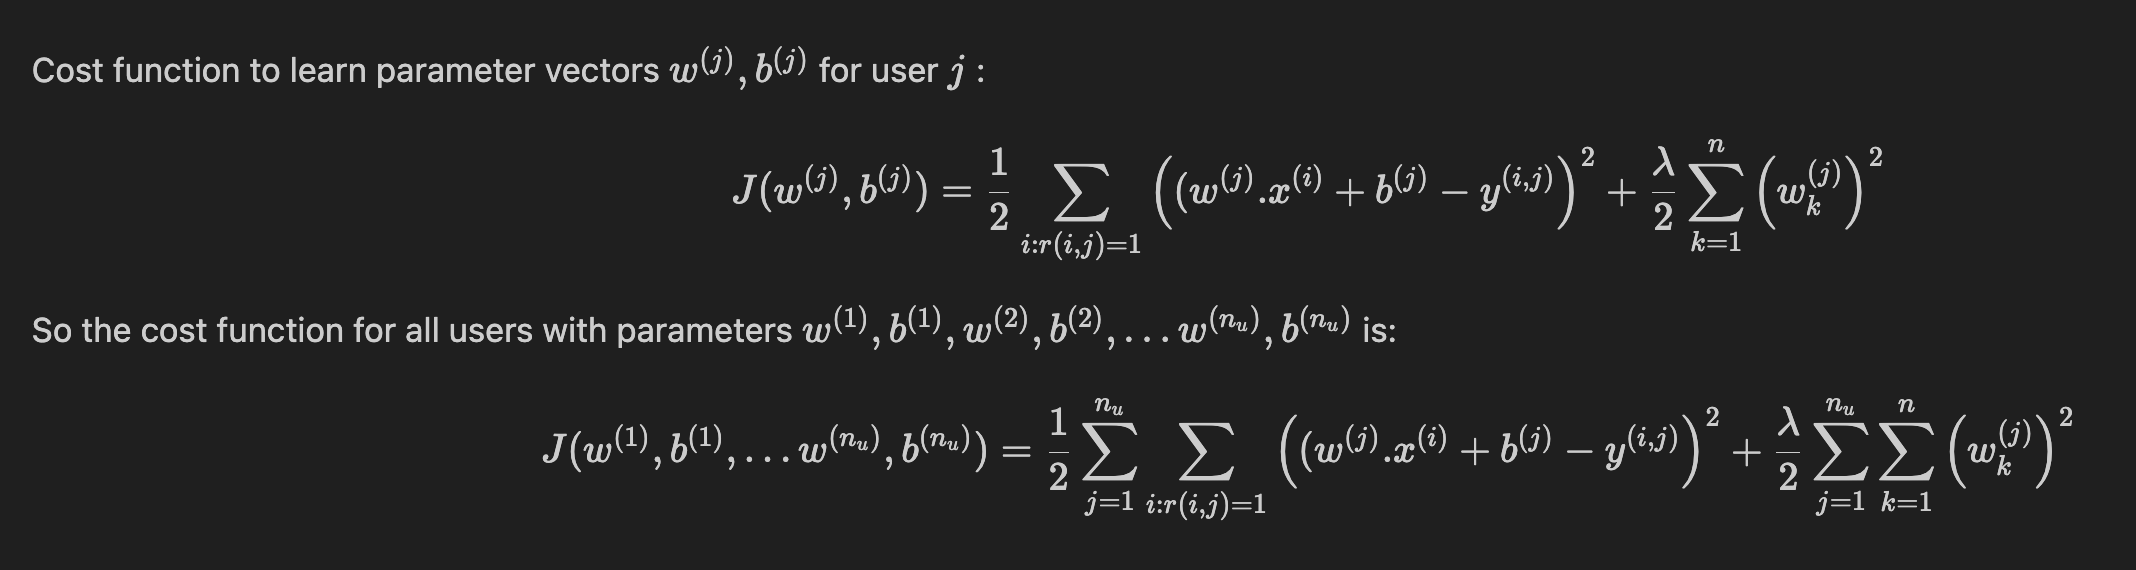 Cost function to learn parameter vectors $w^{(j)}, b^{(j)}$ for user $j$ :
$J(w^{(j)}, b^{(j)}) = \frac{1}{2} \sum_{i:r(i,j)=1} \left( (w^{(j)}.x^{(i)} + b^{(j)} - y^{(i,j)} \right)^2 + \frac{\lambda}{2} \sum_{k=1}^{n} \left( w_k^{(j)} \right)^2$
So the cost function for all users with parameters $w^{(1)}, b^{(1)}, w^{(2)}, b^{(2)}, \ldots w^{(n_u)}, b^{(n_u)}$ is:
$J(w^{(1)}, b^{(1)}, \ldots w^{(n_u)}, b^{(n_u)}) = \frac{1}{2} \sum_{j=1}^{n_u} \sum_{i:r(i,j)=1} \left( (w^{(j)}.x^{(i)} + b^{(j)} - y^{(i,j)} \right)^2 + \frac{\lambda}{2} \sum_{j=1}^{n_u} \sum_{k=1}^{n} \left( w_k^{(j)} \right)^2$